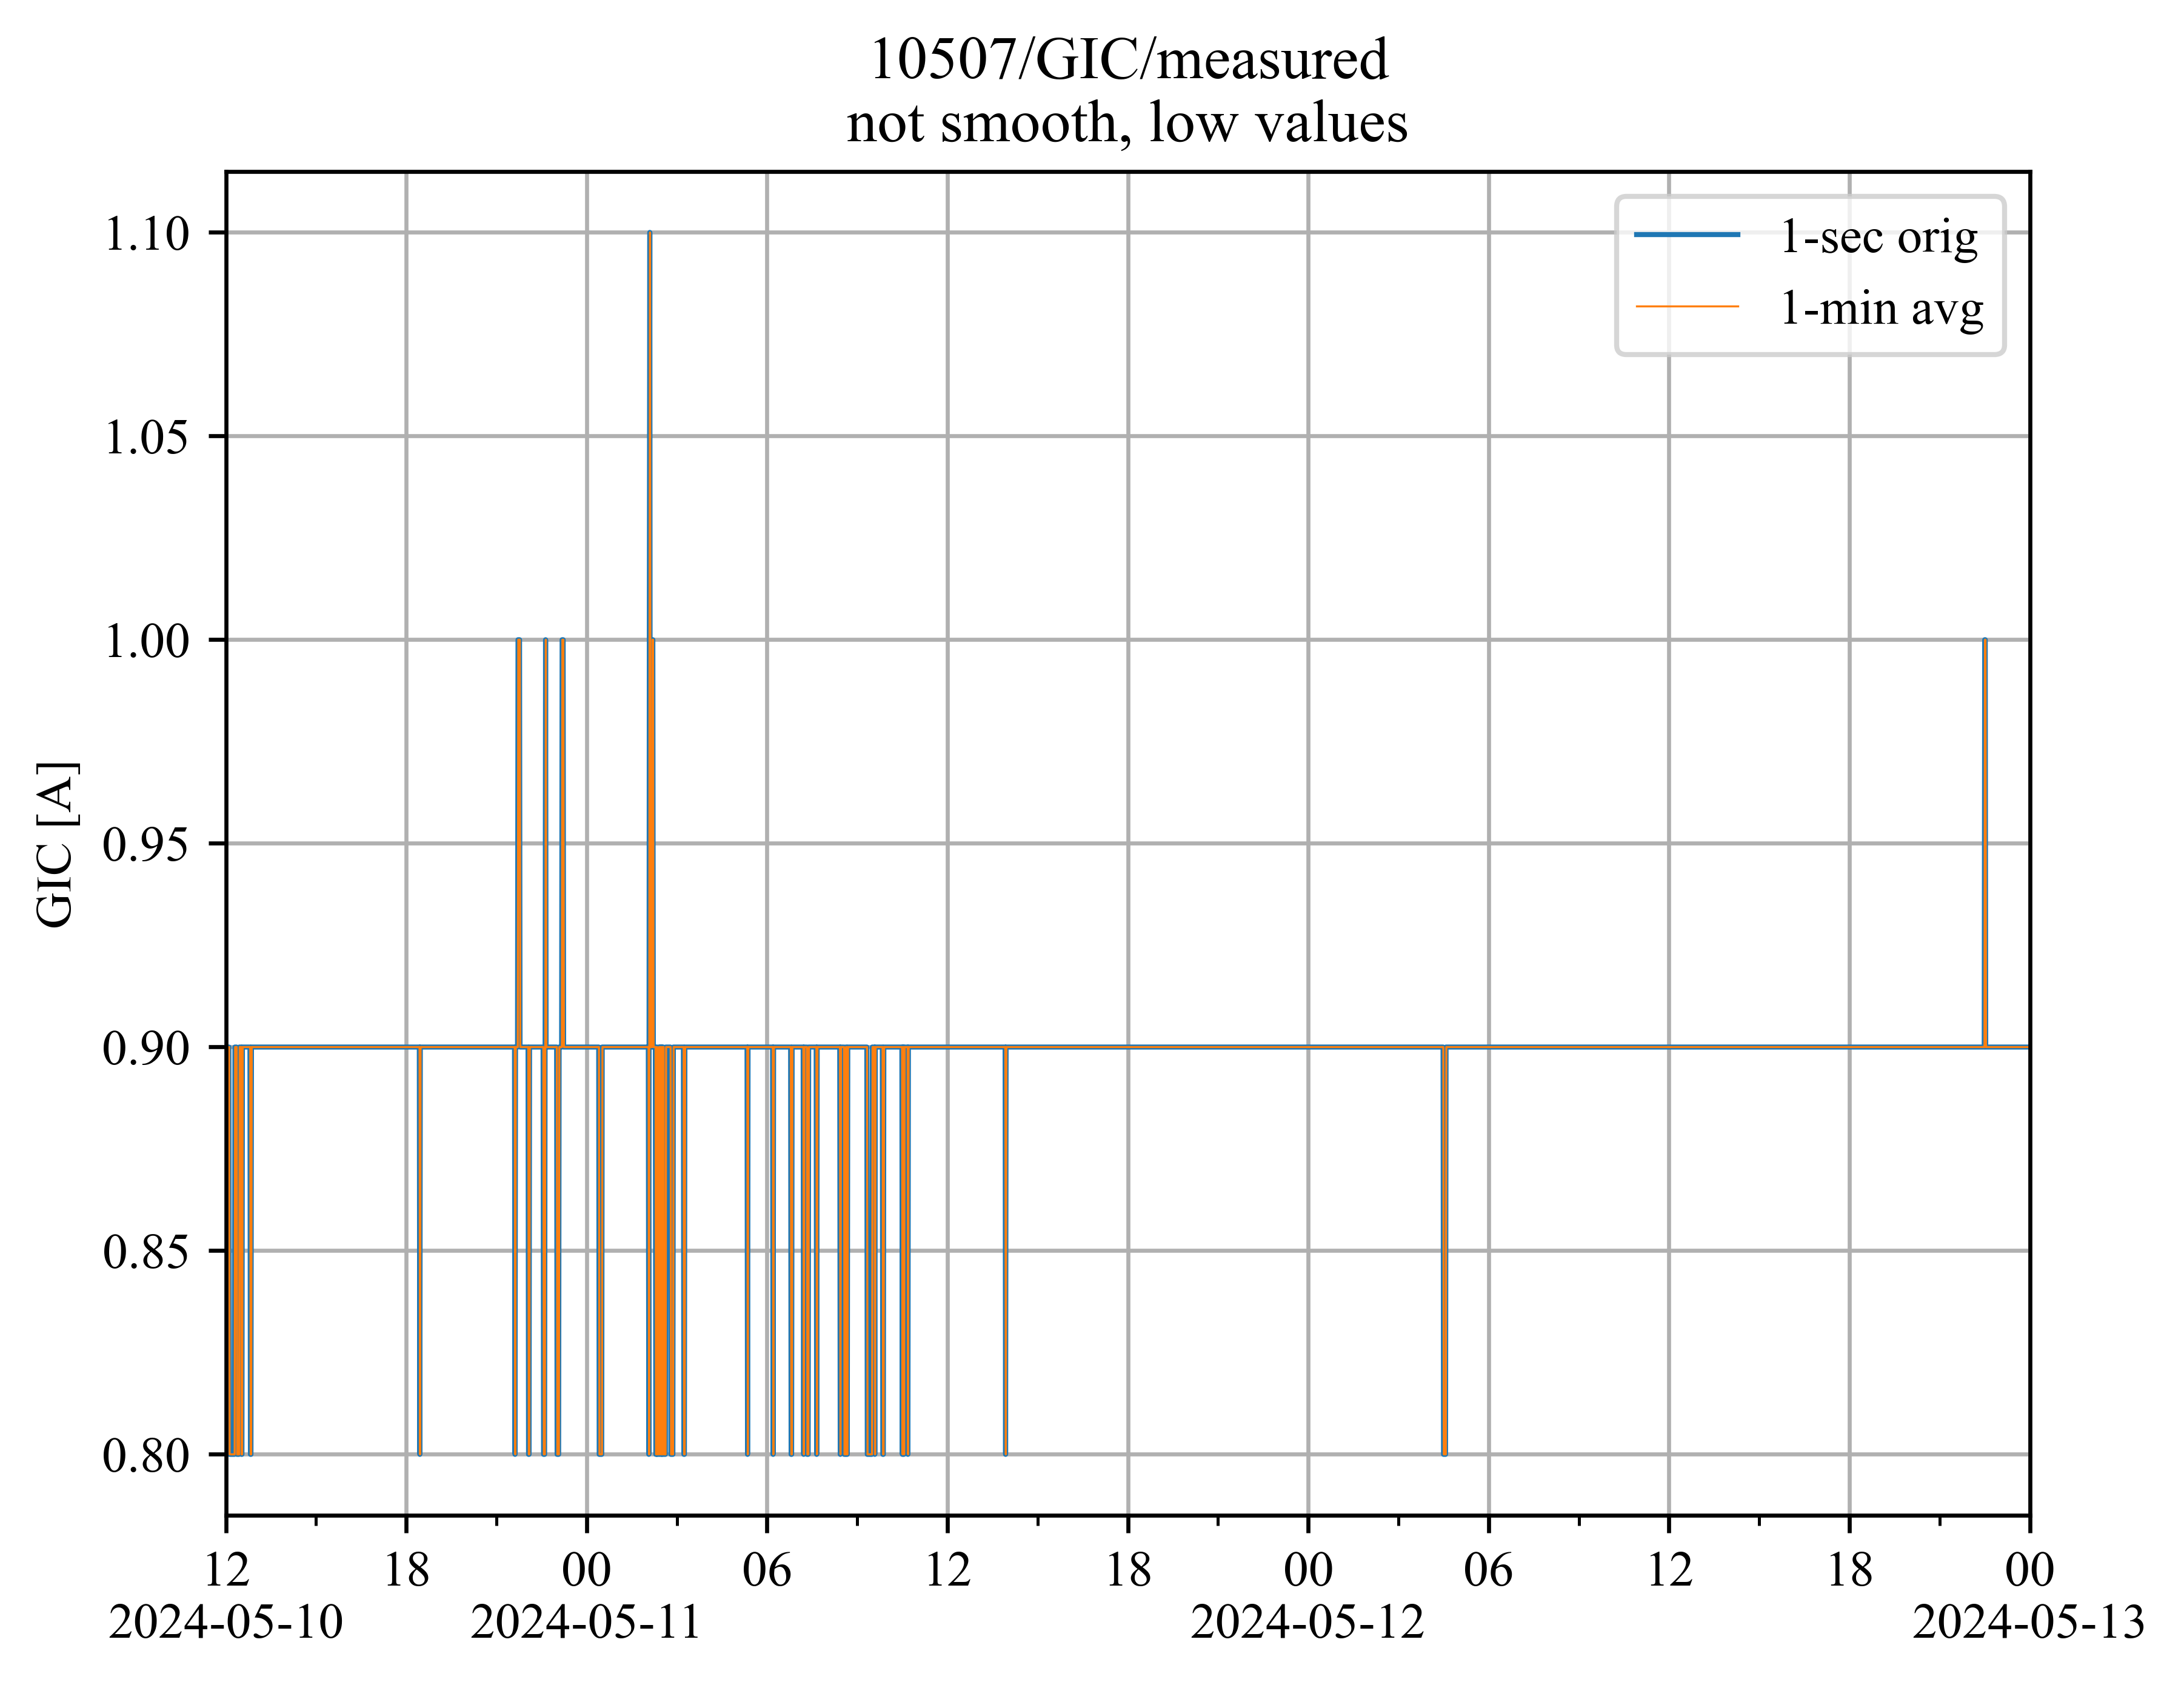 10507//GIC/measured
not smooth, low values
1-sec orig
1-min avg
GIC [A]
1.10
1.05
1.00
0.95
0.90
0.85
0.80
12 18 00 06 12 18 00 06 12 18 00
2024-05-10 2024-05-11 2024-05-12 2024-05-13